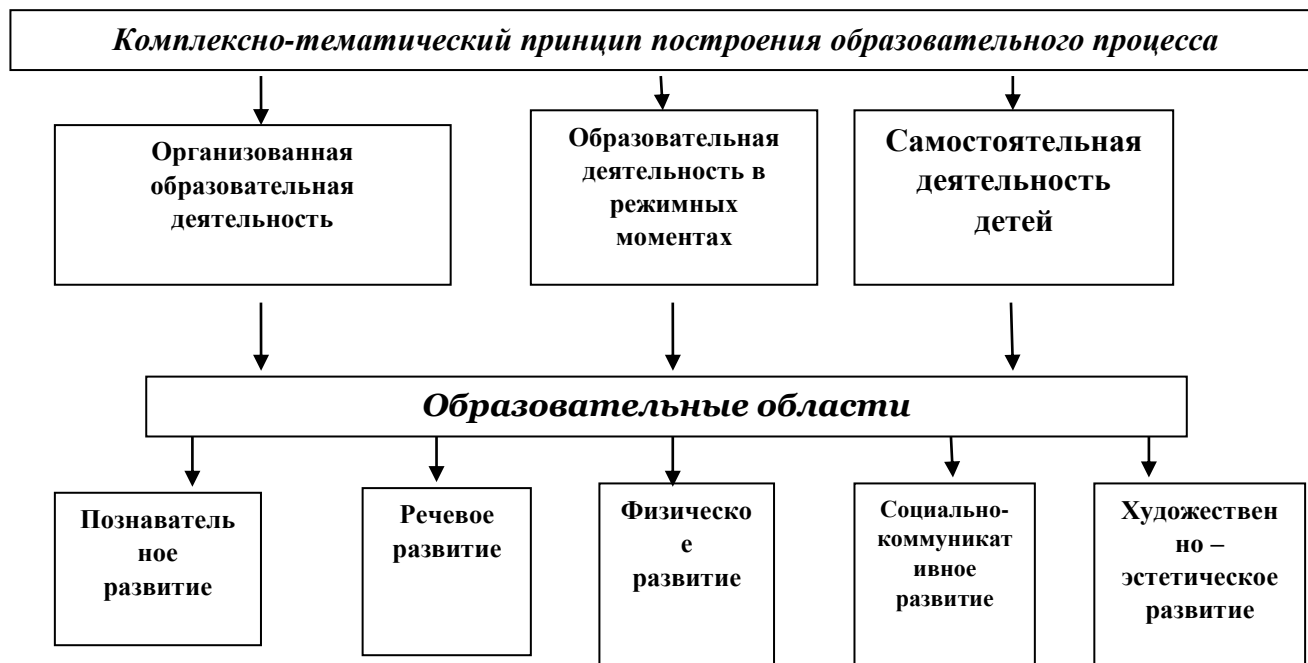 Комплексно-тематический принцип построения образовательного процесса
Организованная
образовательная
деятельность
Образовательная
деятельность в
режимных
моментах
Самостоятельная
деятельность
детей
Образовательные области
Познаватель
ное
развитие
Речевое
развитие
Физическо
е
развитие
Социально-
коммуникат
ивное
развитие
Художествен
но –
эстетическое
развитие